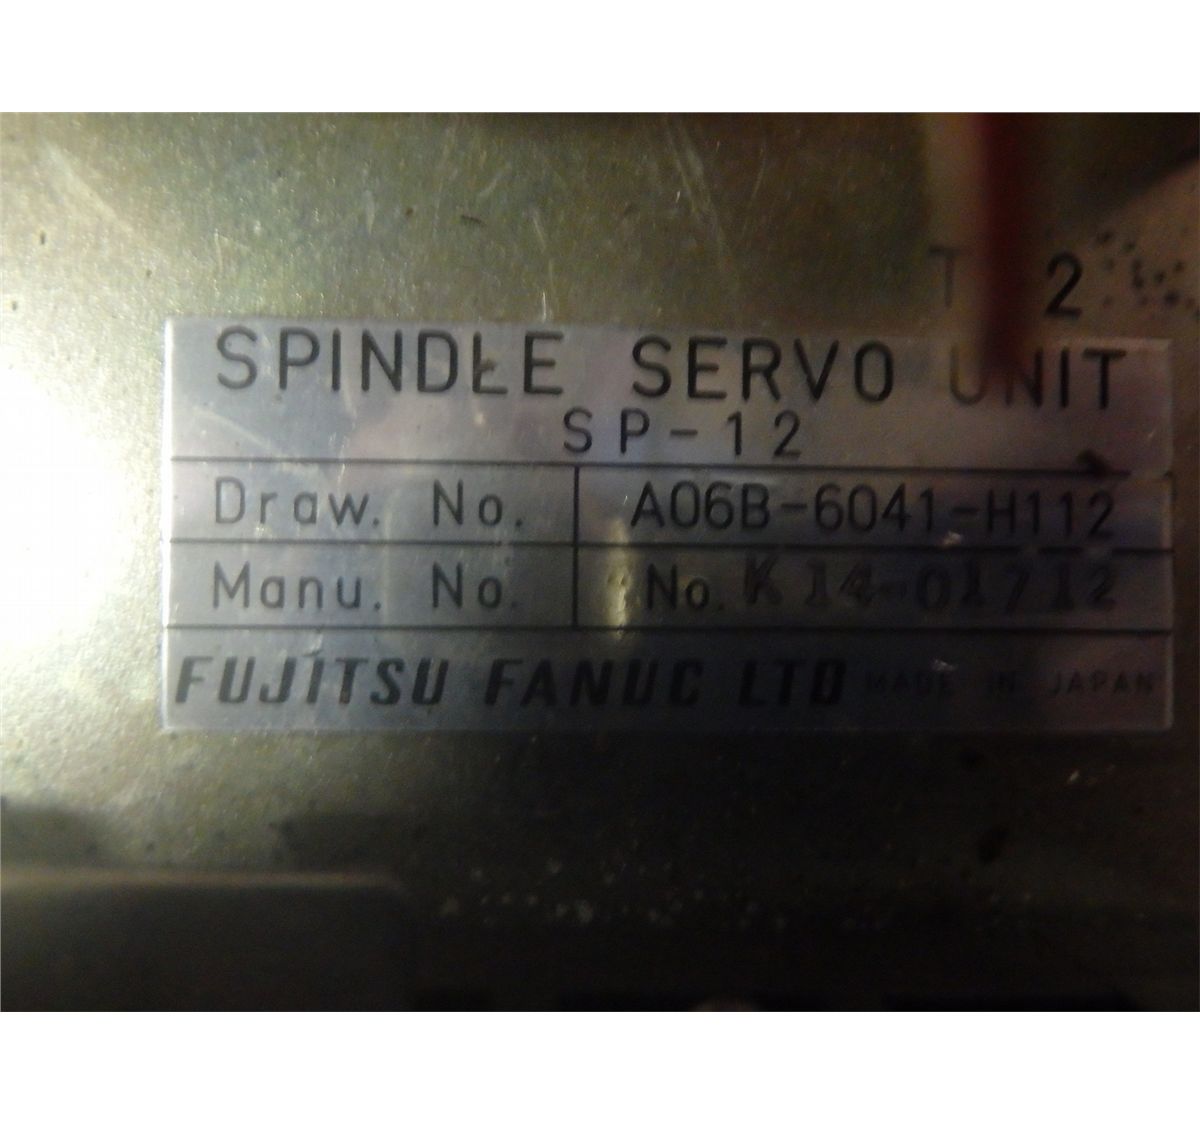 2
SPINDLE SERVO UNIT
SP-12
Draw. No. A06B-6041-H112
Manu. No. No. K14-01712
FUJITSU FANUC LTD MADE IN JAPAN